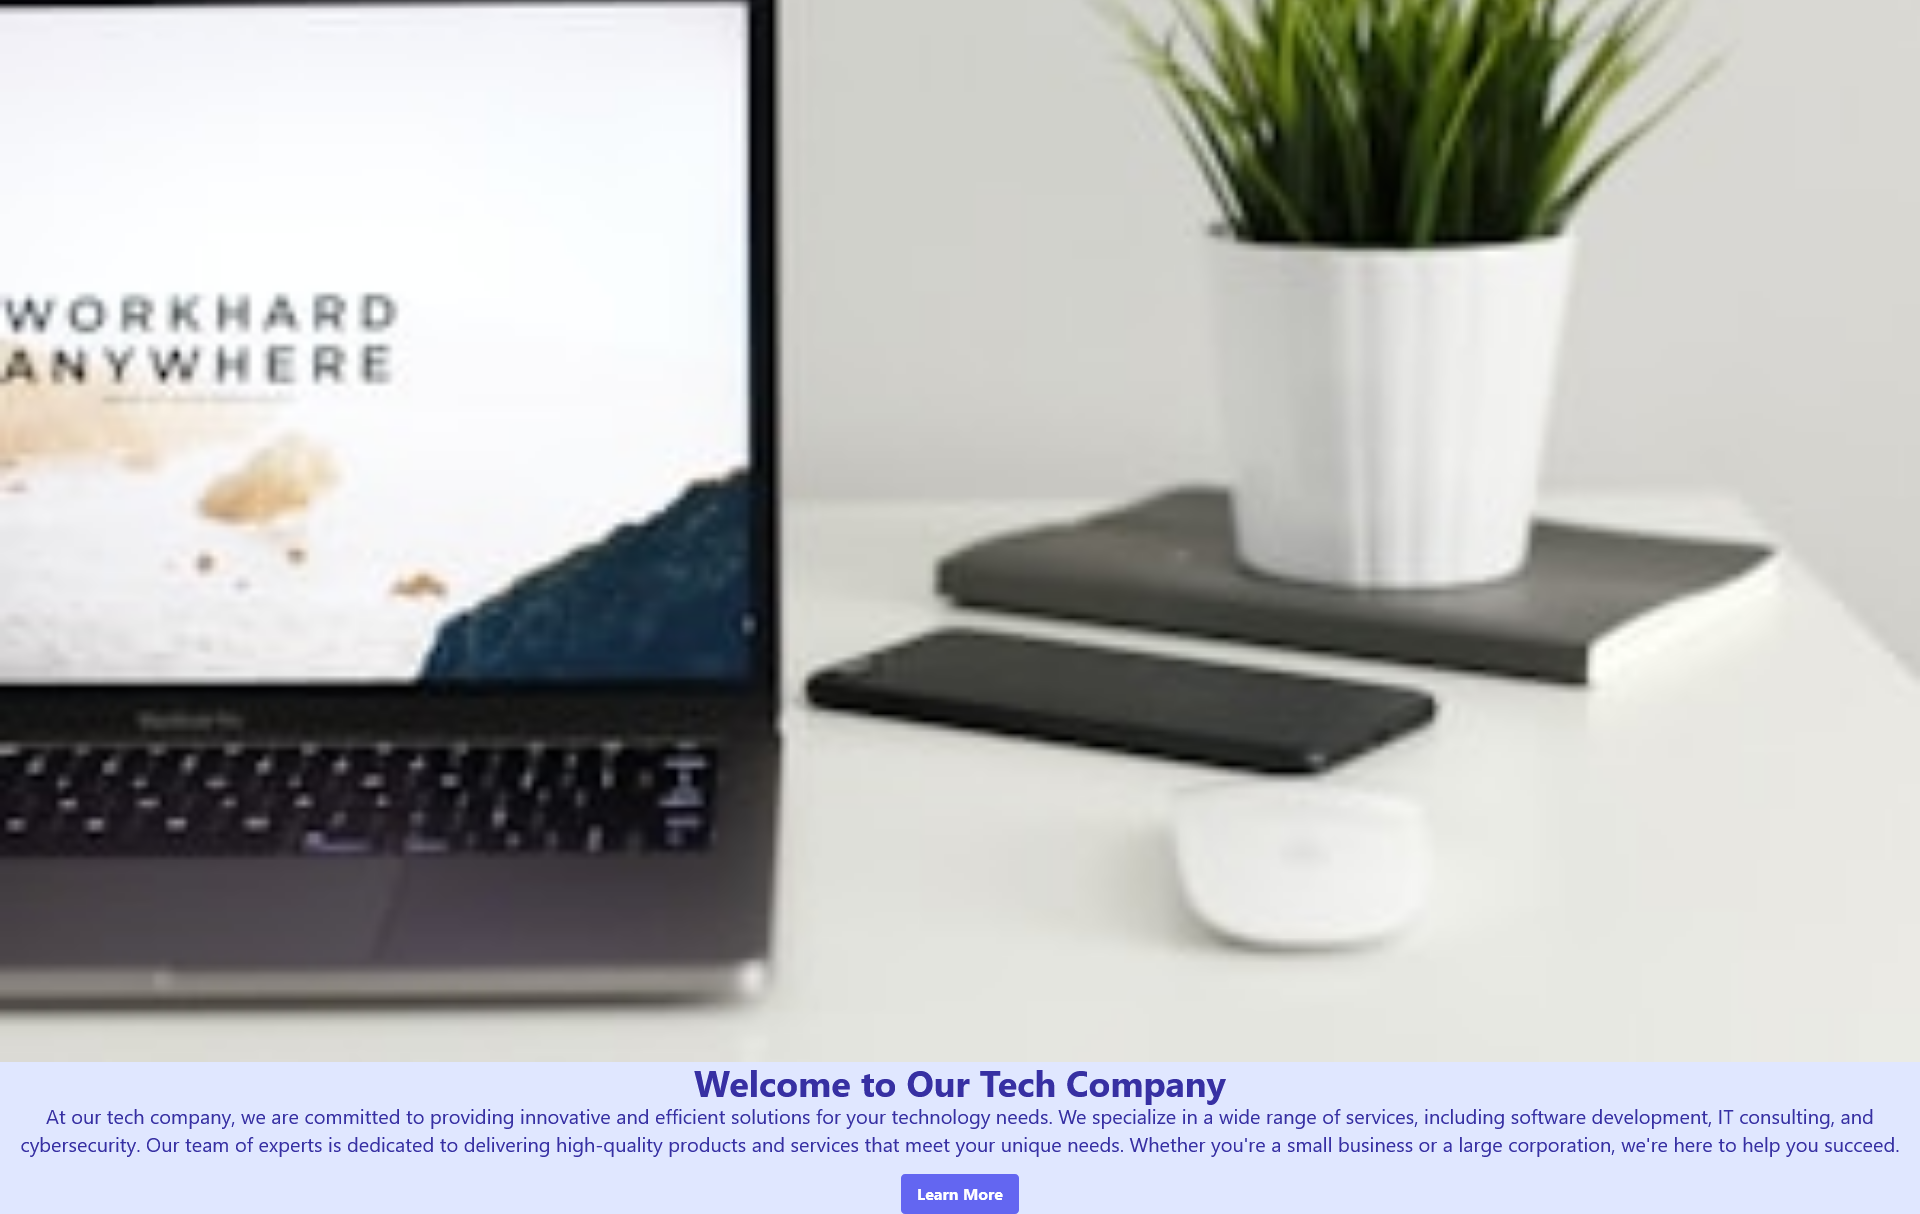 WORKHARD
ANYWHERE
Welcome to Our Tech Company
At our tech company, we are committed to providing innovative and efficient solutions for your technology needs. We specialize in a wide range of services, including software development, IT consulting, and
cybersecurity. Our team of experts is dedicated to delivering high-quality products and services that meet your unique needs. Whether you're a small business or a large corporation, we're here to help you succeed.
Learn More